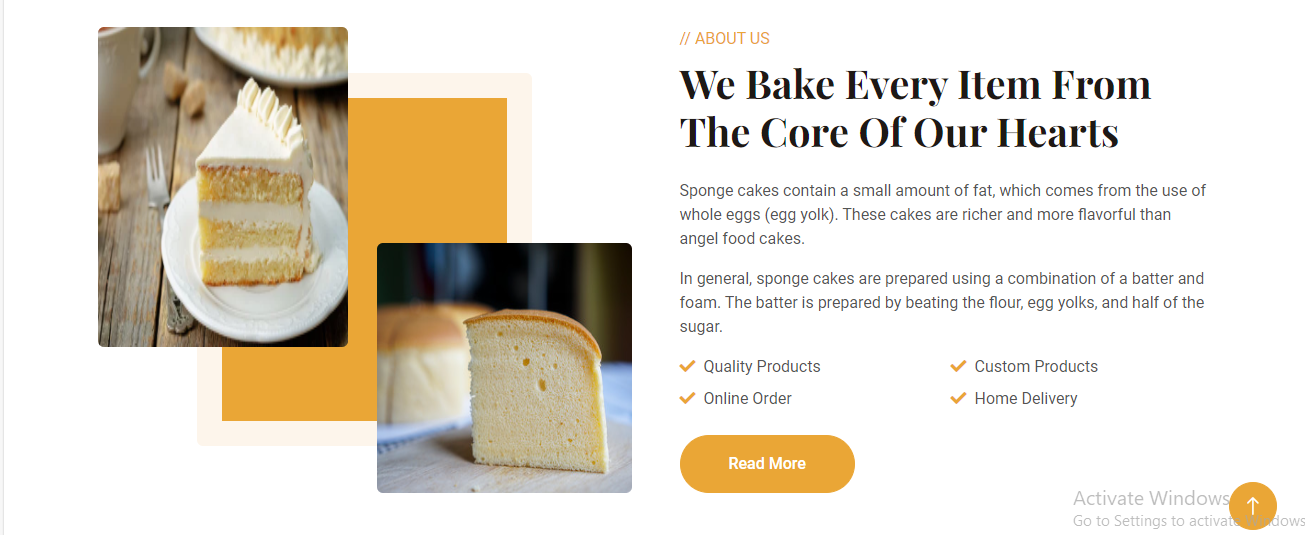 // ABOUT US
We Bake Every Item From
The Core Of Our Hearts
Sponge cakes contain a small amount of fat, which comes from the use of
whole eggs (egg yolk). These cakes are richer and more flavorful than
angel food cakes.
In general, sponge cakes are prepared using a combination of a batter and
foam. The batter is prepared by beating the flour, egg yolks, and half of the
sugar.
Quality Products
Custom Products
Online Order
Home Delivery
Read More
Activate Windows
Go to Settings to activate Windows